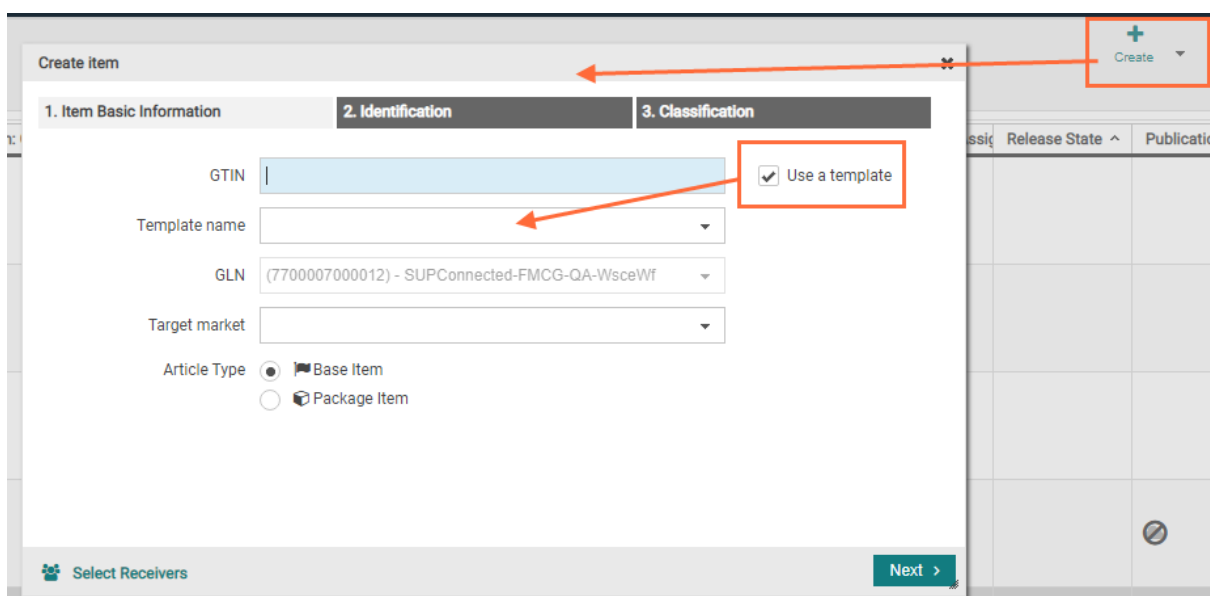 Create
Create item
1. Item Basic Information
2. Identification
3. Classification
Release State
GTIN
Use a template
Template name
GLN
(7700007000012) - SUPConnected-FMCG-QA-WsceWf
Target market
Article Type
Base Item
Package Item
Select Receivers
Next